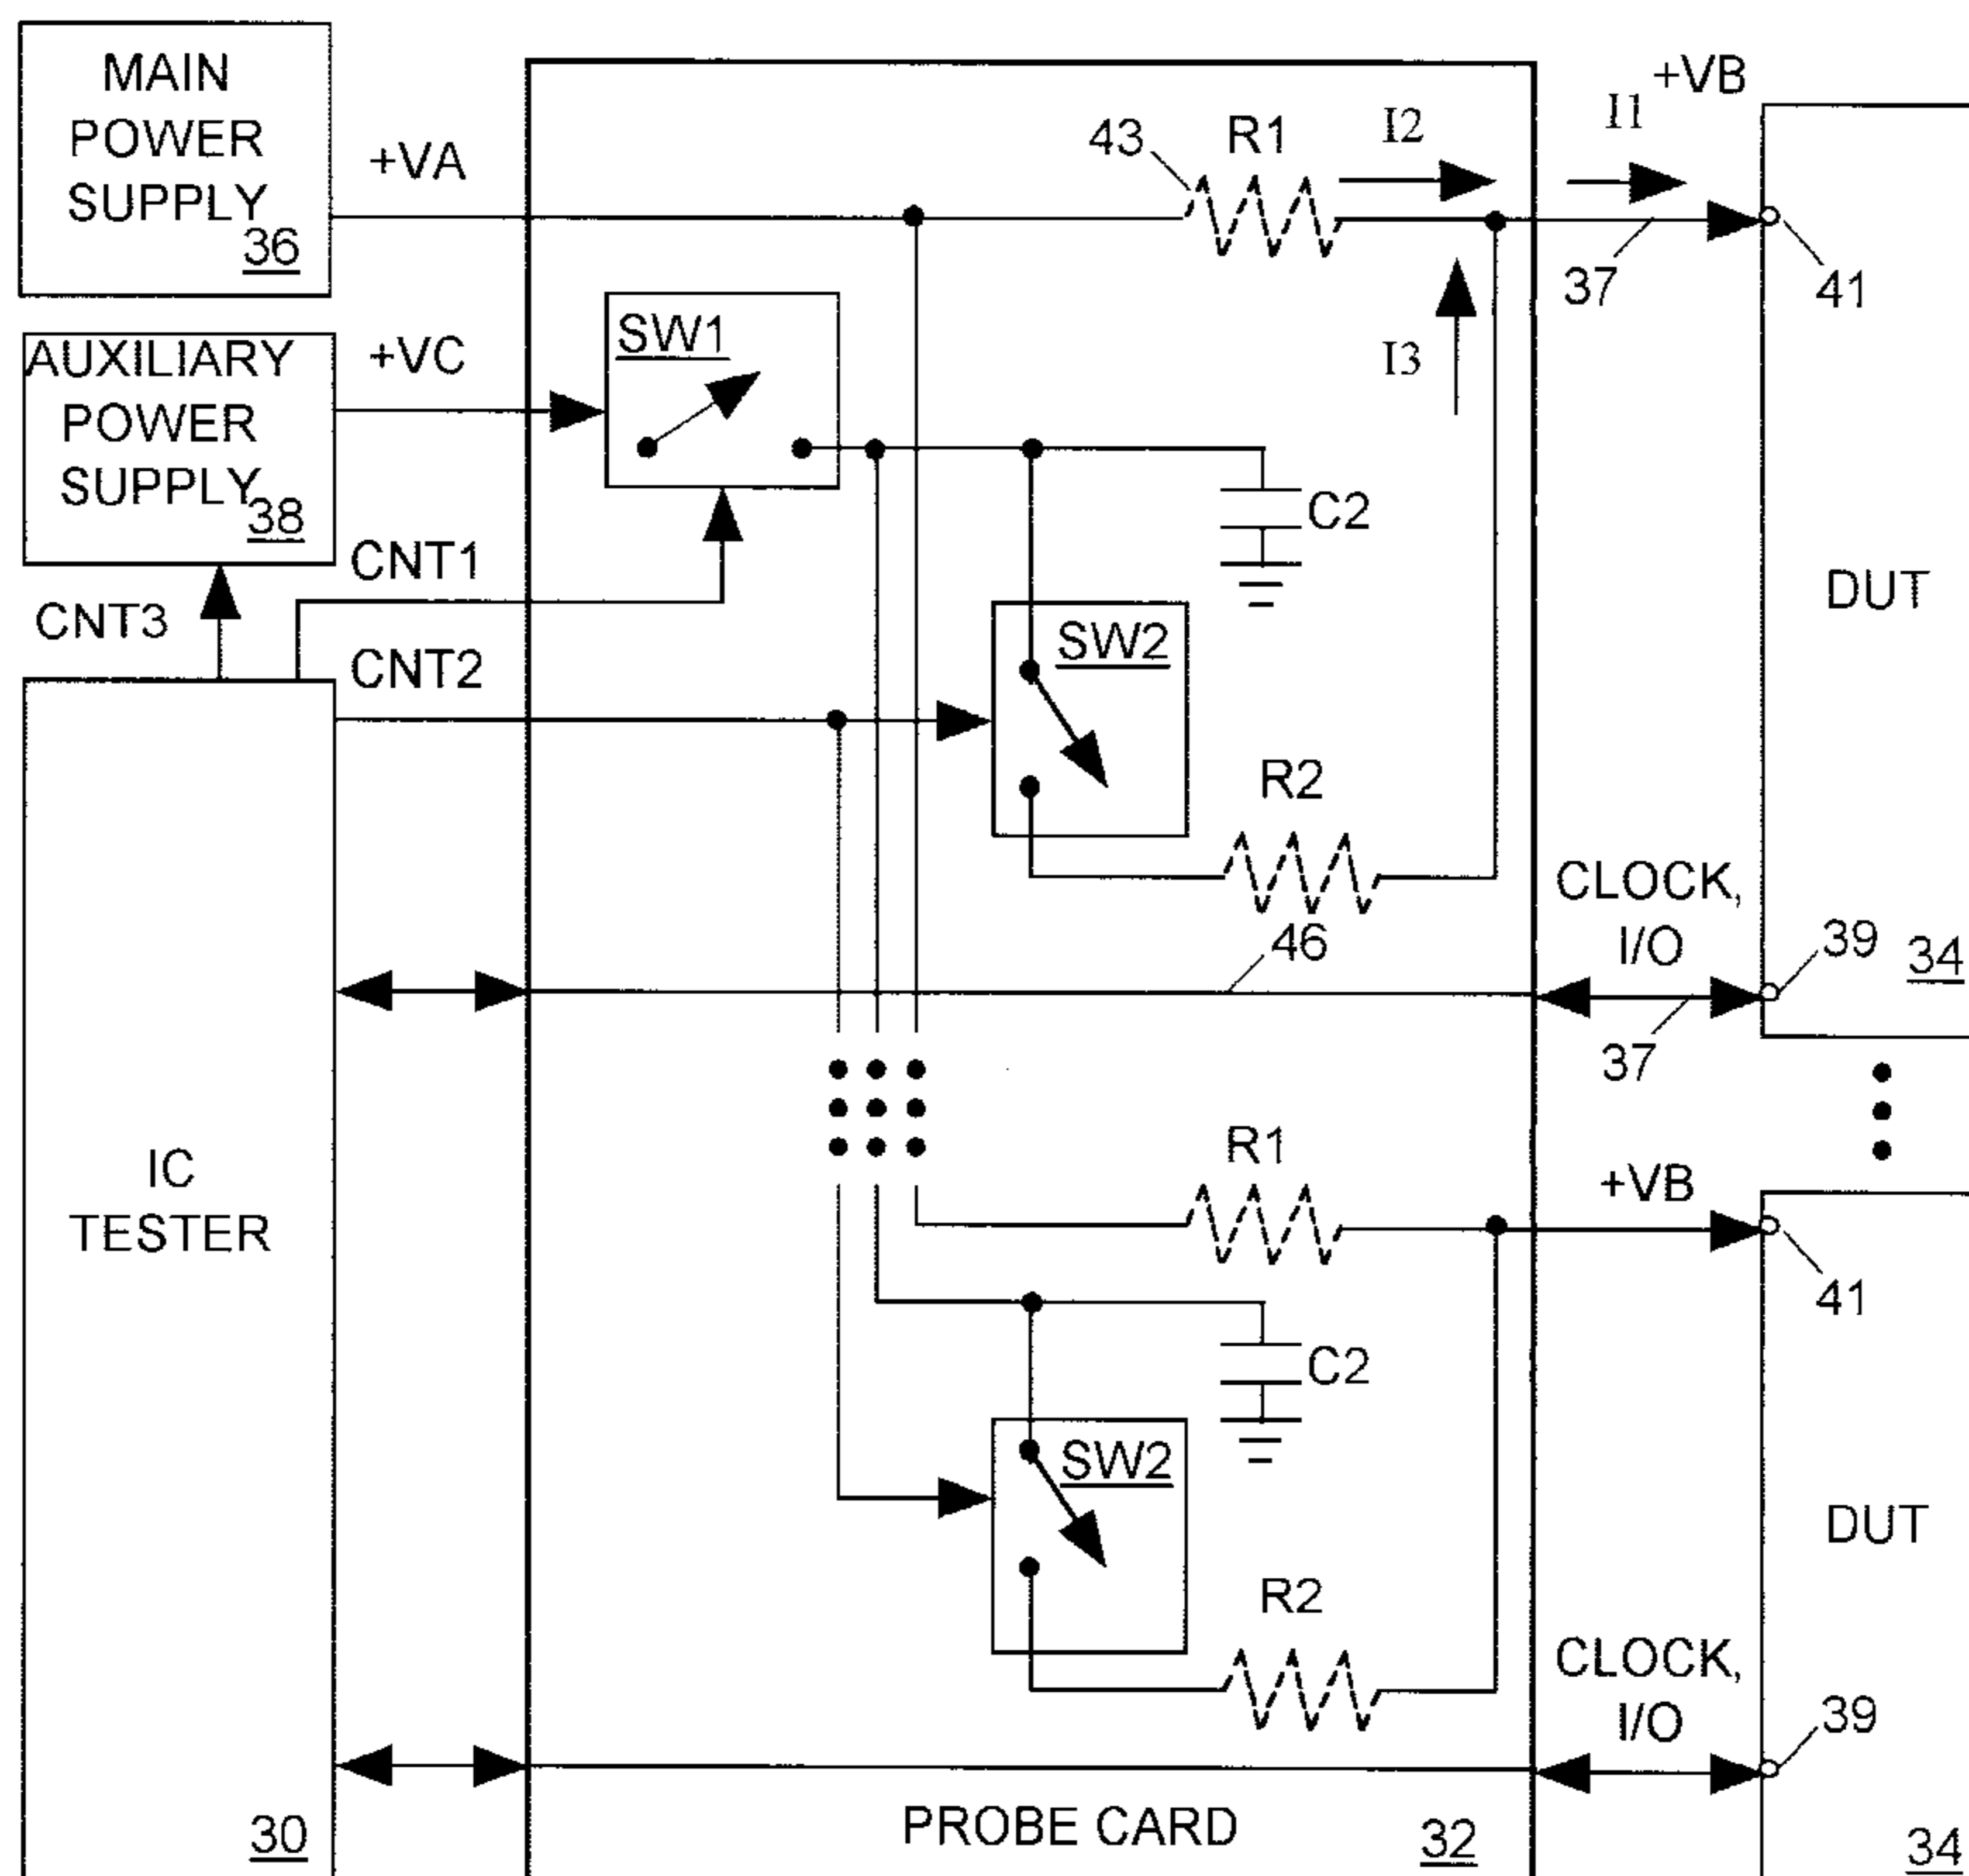 MAIN
POWER
SUPPLY
36
+VA
43
R1
I2
I1
+VB
37
41
AUXILIARY
POWER
SUPPLY
38
+VC
SW1
I3
C2
CNT3
CNT1
CNT2
SW2
R2
DUT
CLOCK,
I/O
46
39
34
37
IC
TESTER
R1
+VB
41
C2
SW2
R2
DUT
CLOCK,
I/O
39
30
PROBE CARD
32
34